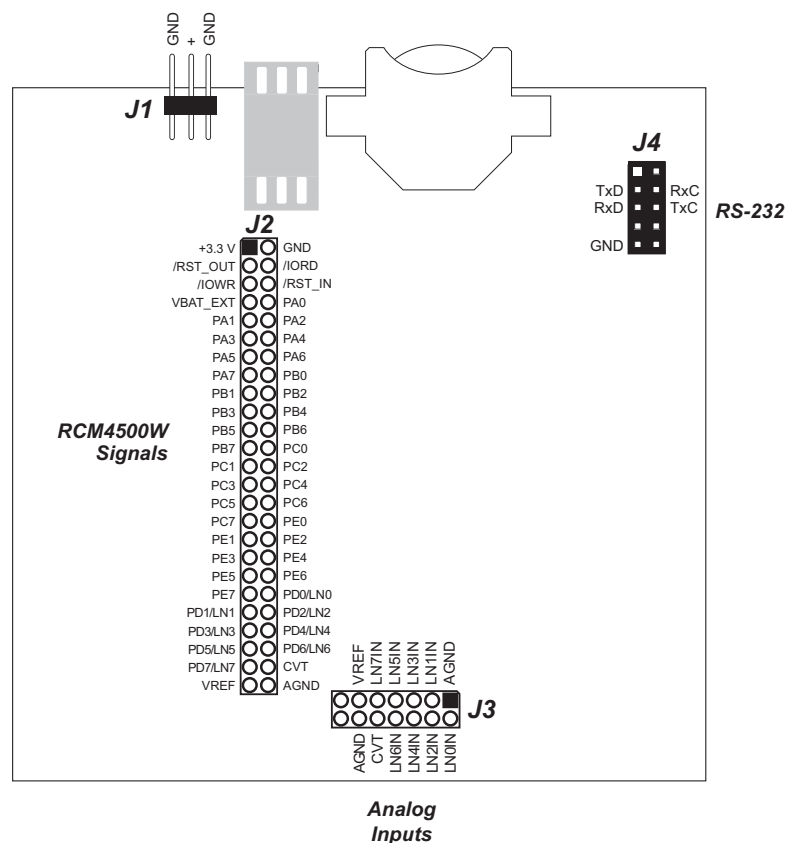 GND
+
GND
J1
J4
TxD RxC
RxD TxC
GND
RS-232
J2
+3.3 V GND
/RST_OUT /IORD
/IOWR /RST_IN
VBAT_EXT PA0
PA1 PA2
PA3 PA4
PA5 PA6
PA7 PB0
PB1 PB2
PB3 PB4
PB5 PB6
PB7 PC0
PC1 PC2
PC3 PC4
PC5 PC6
PC7 PE0
PE1 PE2
PE3 PE4
PE5 PE6
PE7 PD0/LN0
PD1/LN1 PD2/LN2
PD3/LN3 PD4/LN4
PD5/LN5 PD6/LN6
PD7/LN7 CVT
VREF AGND
RCM4500W
Signals
VREF
LN7IN
LN5IN
LN3IN
LN1IN
AGND
J3
AGND
CVT
LN6IN
LN4IN
LN2IN
LN0IN
Analog
Inputs